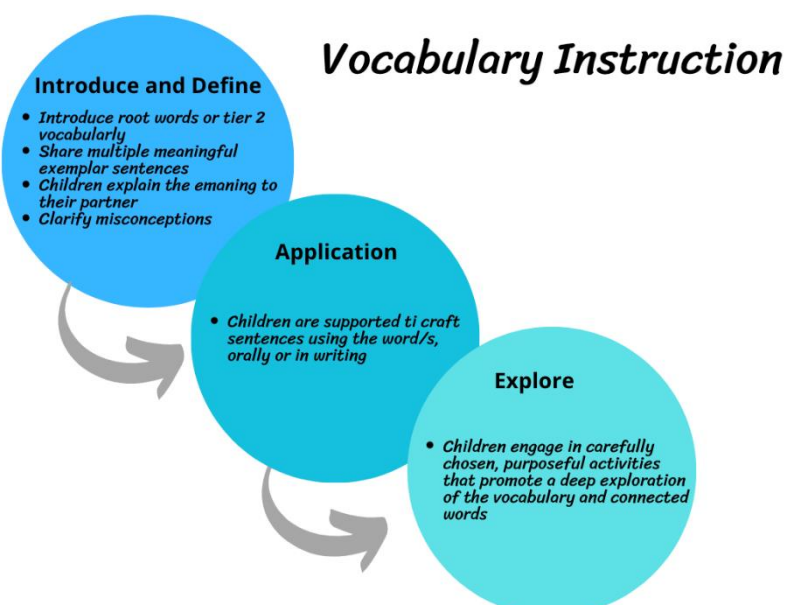 Vocabulary Instruction
Introduce and Define
• Introduce root words or tier 2
vocabularly
• Share multiple meaningful
exemplar sentences
• Children explain the emaning to
their partner
• Clarify misconceptions
Application
• Children are supported ti craft
sentences using the word/s,
orally or in writing
Explore
• Children engage in carefully
chosen, purposeful activities
that promote a deep exploration
of the vocabulary and connected
words